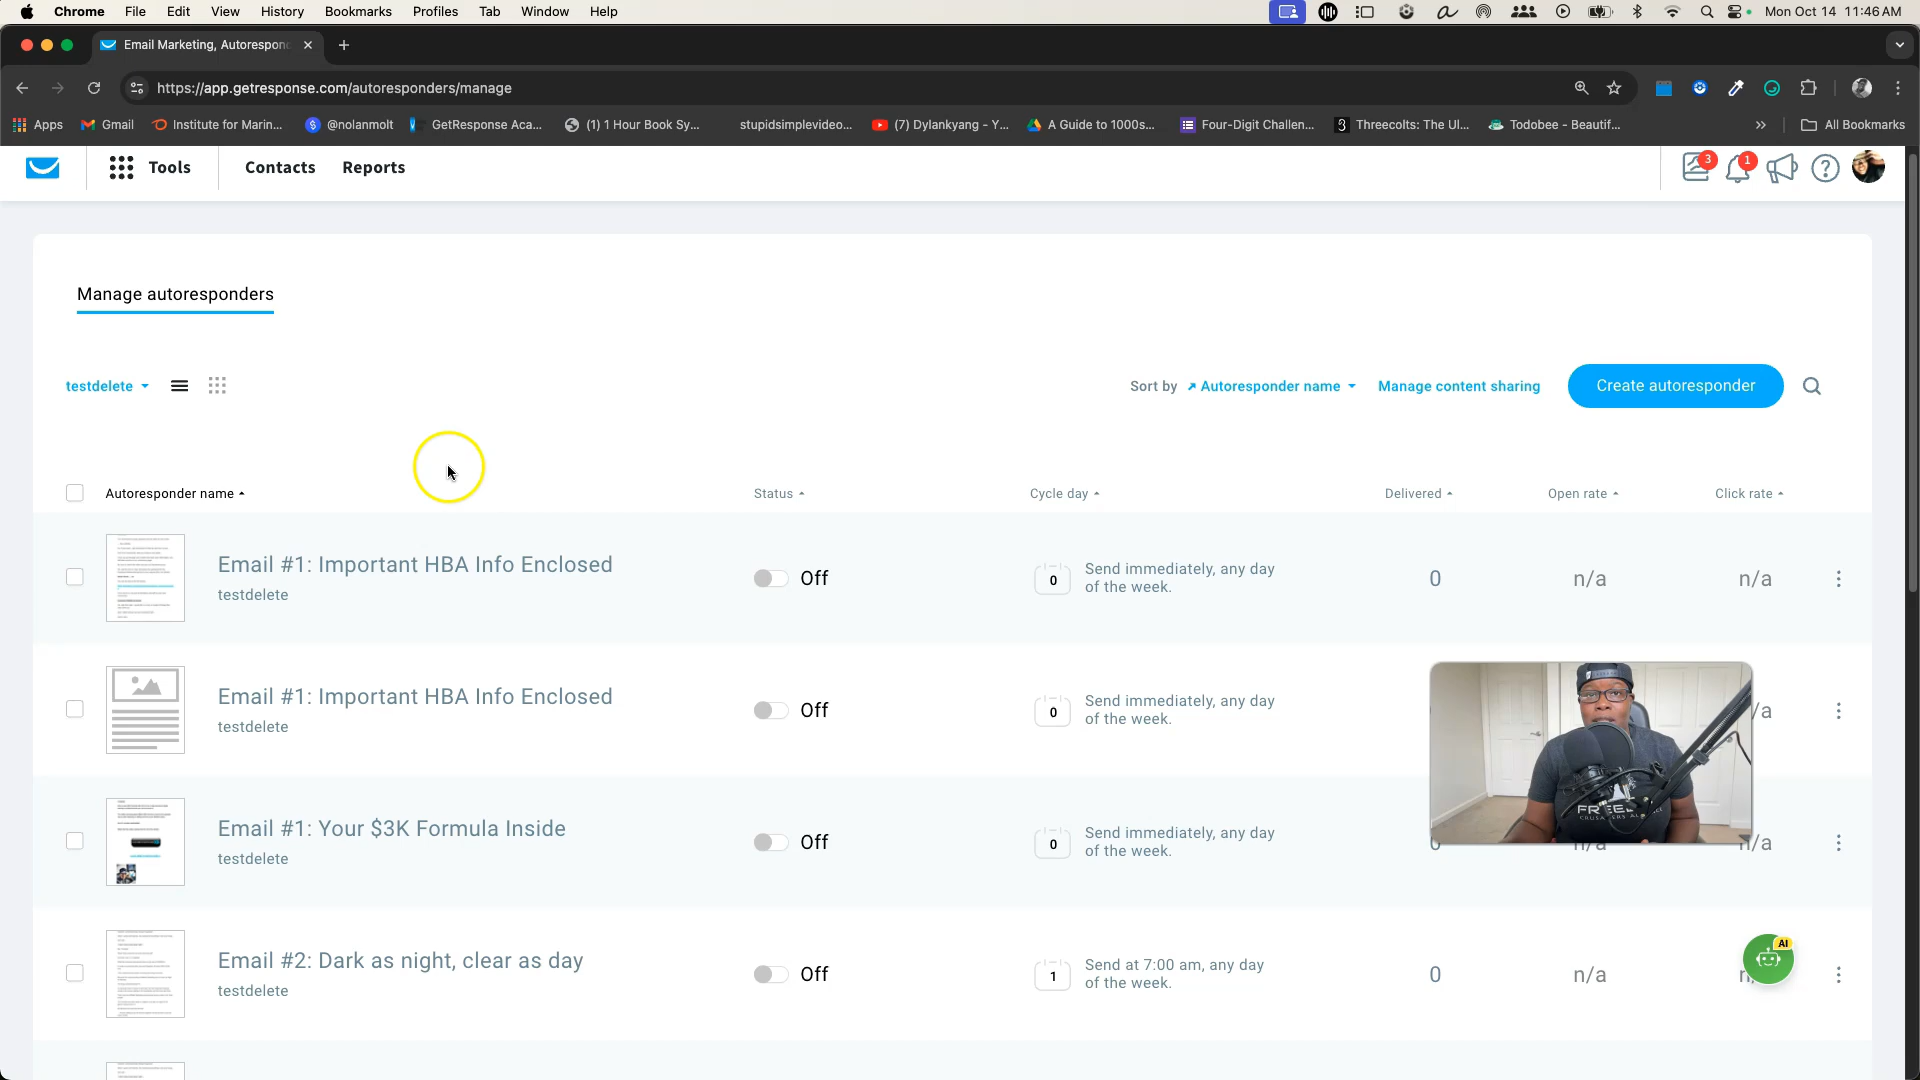 Chrome File Edit View History Bookmarks Profiles Tab Window Help Mon Oct 14 11:46 AM
Email Marketing, Autorespon
https://app.getresponse.com/autoresponders/manage
Apps Gmail Institute for Marin... @nolanmolt GetResponse Aca... (1) 1 Hour Book Sy... stupidsimplevideo... (7) Dylankyang - Y... A Guide to 1000s... Four-Digit Challen... Threecolts: The Ul... Todobee - Beautif... » All Bookmarks
Tools Contacts Reports 3 1
Manage autoresponders
testdelete Sort by Autoresponder name Manage content sharing Create autoresponder
Autoresponder name Status Cycle day Delivered Open rate Click rate
Email #1: Important HBA Info Enclosed
testdelete
Off
0 Send immediately, any day
of the week.
0 n/a n/a
Email #1: Important HBA Info Enclosed
testdelete
Off
0 Send immediately, any day
of the week.
/a
Email #1: Your $3K Formula Inside
testdelete
Off
0 Send immediately, any day
of the week.
0 n/a n/a
Email #2: Dark as night, clear as day
testdelete
Off
1 Send at 7:00 am, any day
of the week.
0 n/a
AI